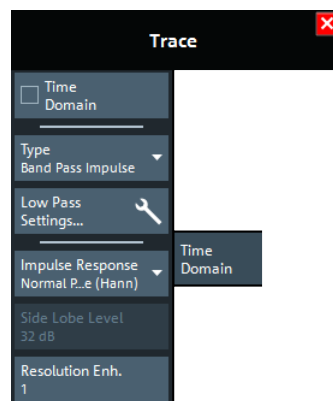 Trace
Time
Domain
Type
Band Pass Impulse
Low Pass
Settings...
Impulse Response
Normal P...e (Hann)
Side Lobe Level
32 dB
Resolution Enh.
1
Time
Domain